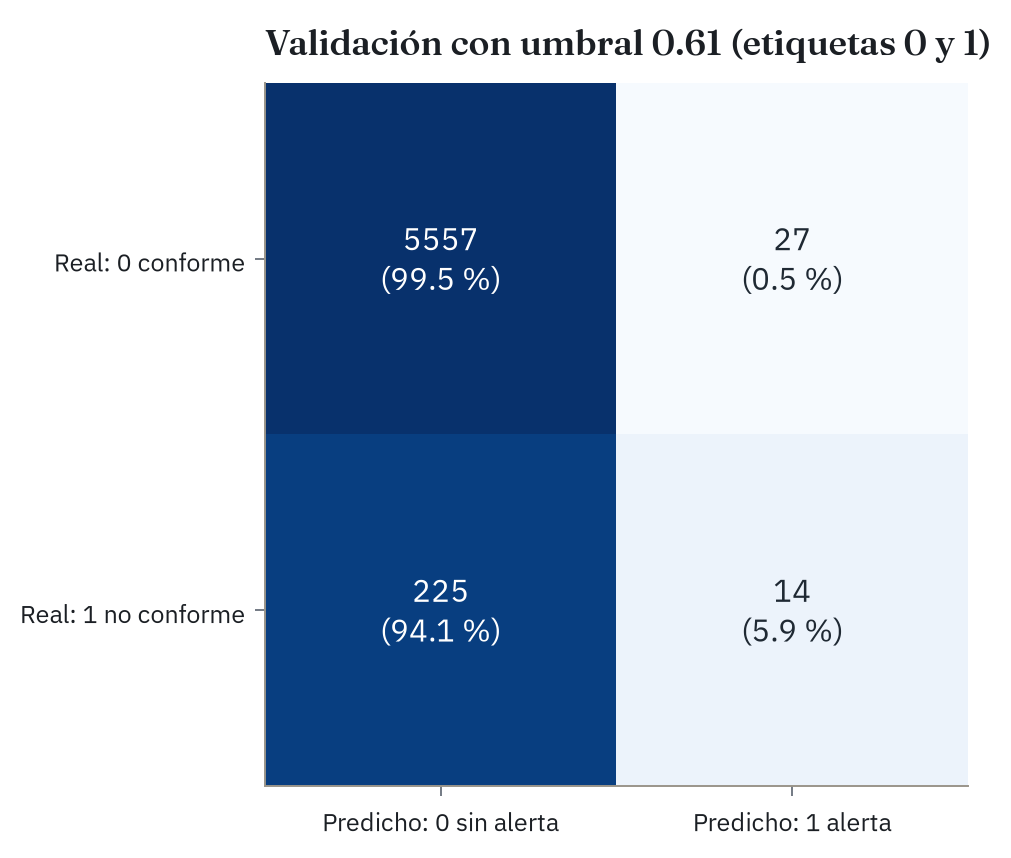 Validación con umbral 0.61 (etiquetas 0 y 1)
Real: 0 conforme
5557
(99.5 %)
27
(0.5 %)
Real: 1 no conforme
225
(94.1 %)
14
(5.9 %)
Predicho: 0 sin alerta
Predicho: 1 alerta